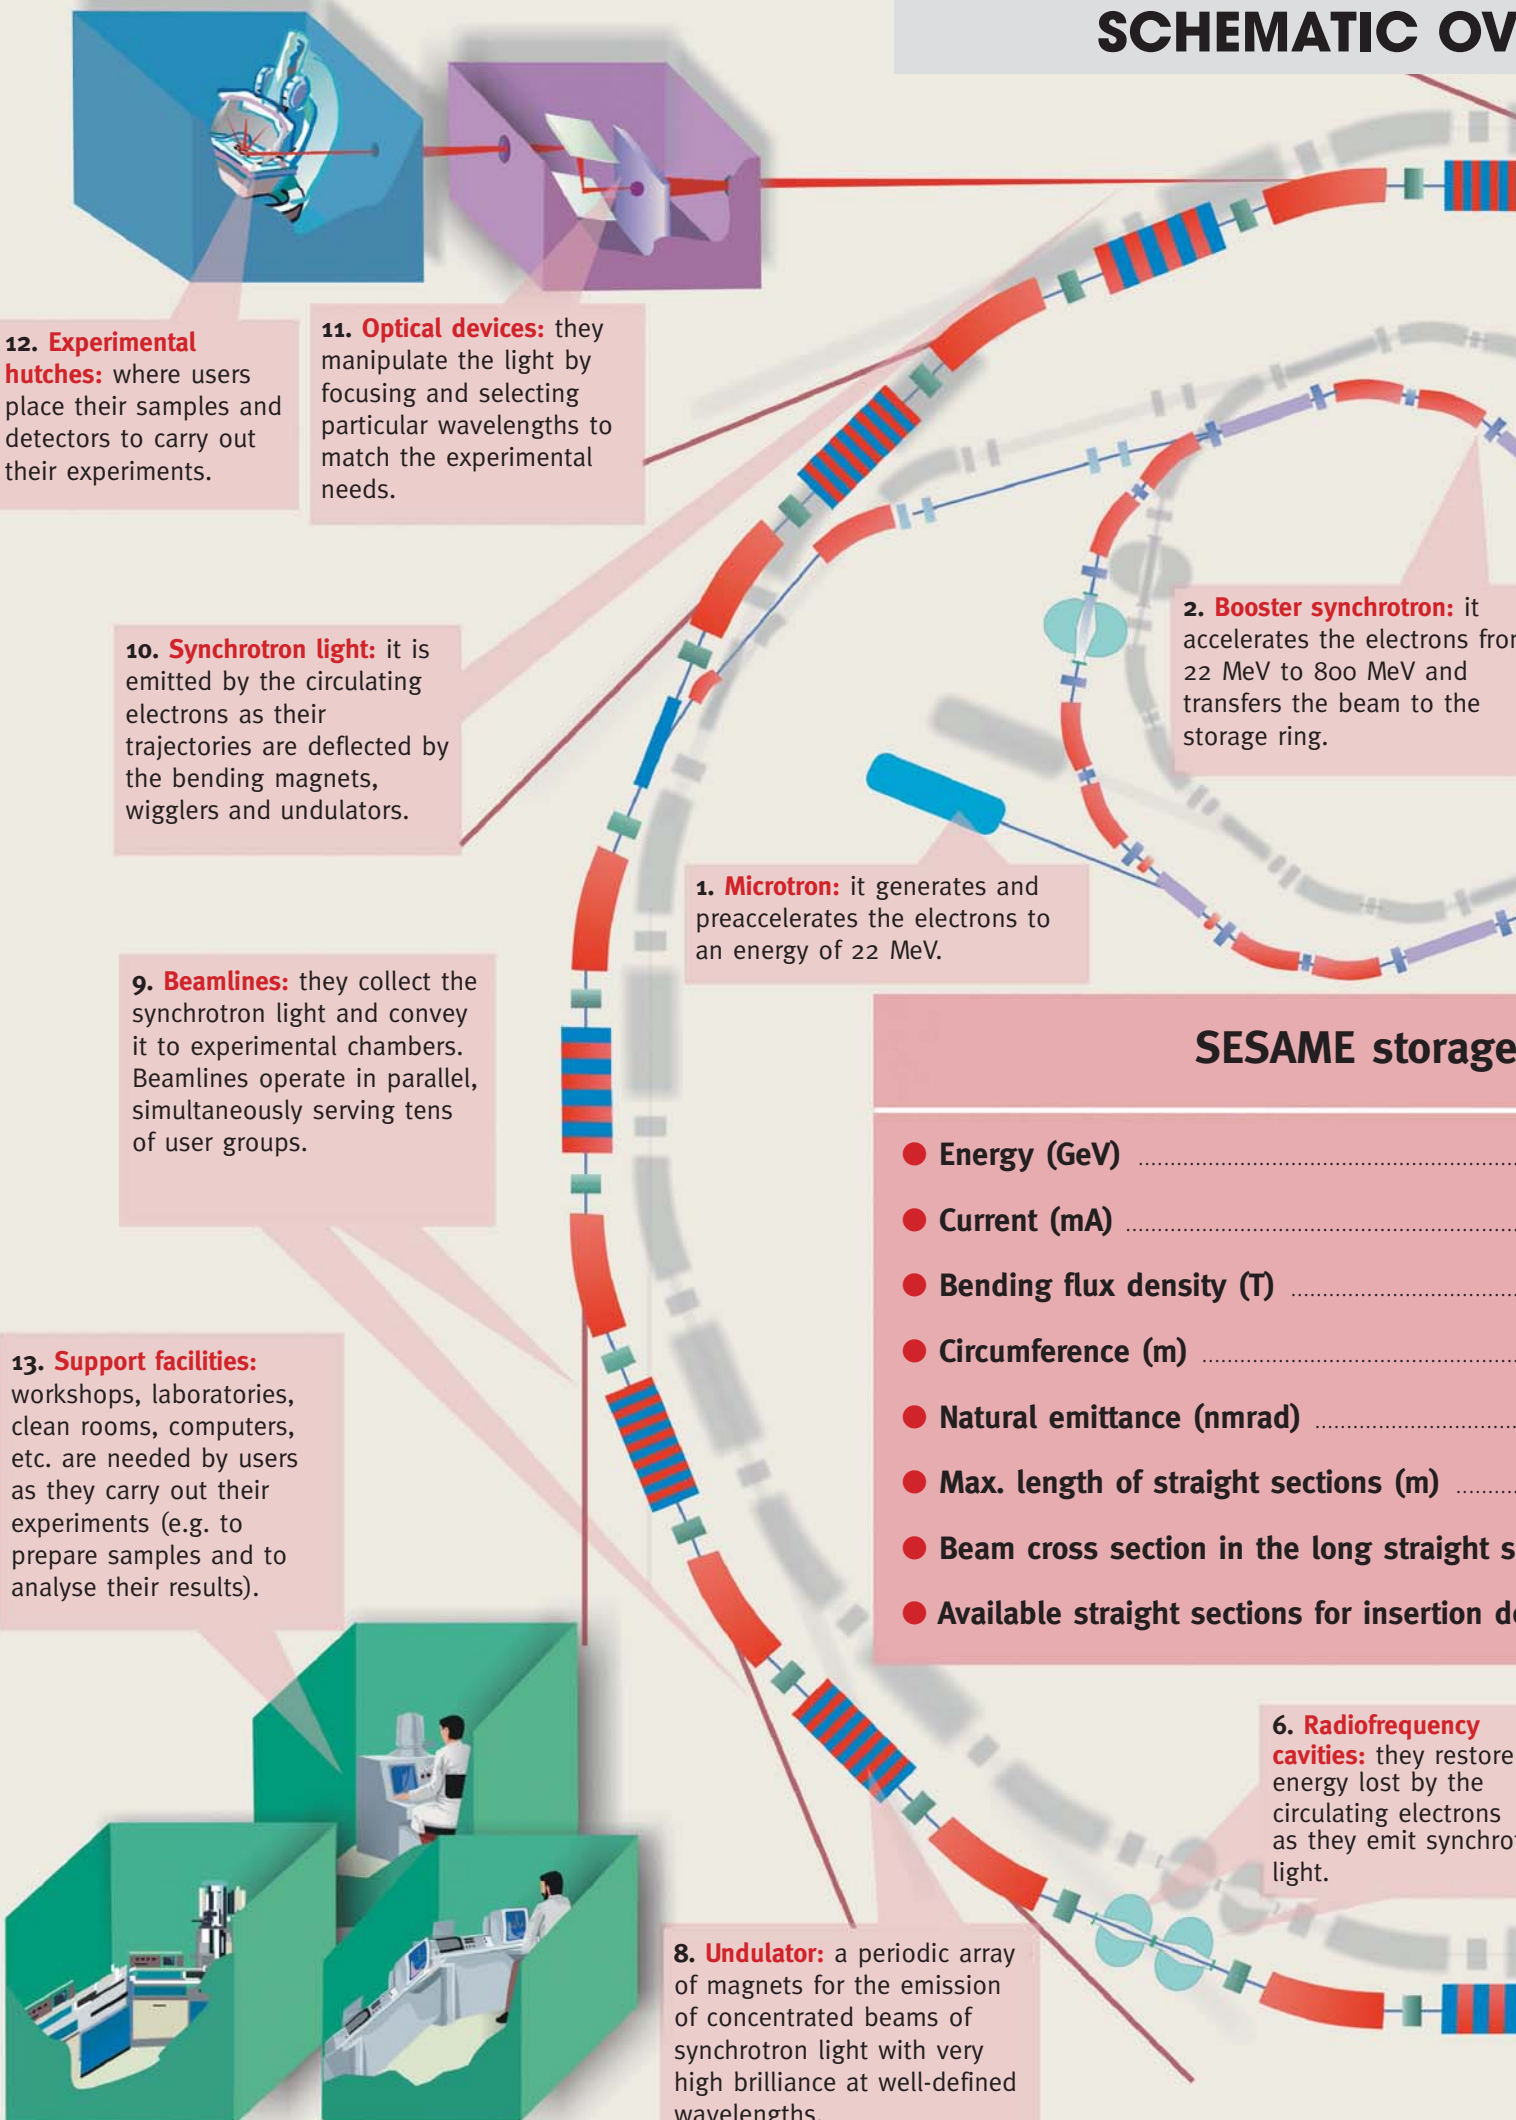 SCHEMATIC OV
12. Experimental
hutches: where users
place their samples and
detectors to carry out
their experiments.
11. Optical devices: they
manipulate the light by
focusing and selecting
particular wavelengths to
match the experimental
needs.
10. Synchrotron light: it is
emitted by the circulating
electrons as their
trajectories are deflected by
the bending magnets,
wigglers and undulators.
2. Booster synchrotron: it
accelerates the electrons from
22 MeV to 800 MeV and
transfers the beam to the
storage ring.
1. Microtron: it generates and
preaccelerates the electrons to
an energy of 22 MeV.
9. Beamlines: they collect the
synchrotron light and convey
it to experimental chambers.
Beamlines operate in parallel,
simultaneously serving tens
of user groups.
SESAME storage
Energy (GeV)
Current (mA)
Bending flux density (T)
Circumference (m)
Natural emittance (nmrad)
Max. length of straight sections (m)
Beam cross section in the long straight s
Available straight sections for insertion de
13. Support facilities:
workshops, laboratories,
clean rooms, computers,
etc. are needed by users
as they carry out their
experiments (e.g. to
prepare samples and to
analyse their results).
6. Radiofrequency
cavities: they restore
energy lost by the
circulating electrons
as they emit synchrot
light.
8. Undulator: a periodic array
of magnets for the emission
of concentrated beams of
synchrotron light with very
high brilliance at well-defined
wavelengths.